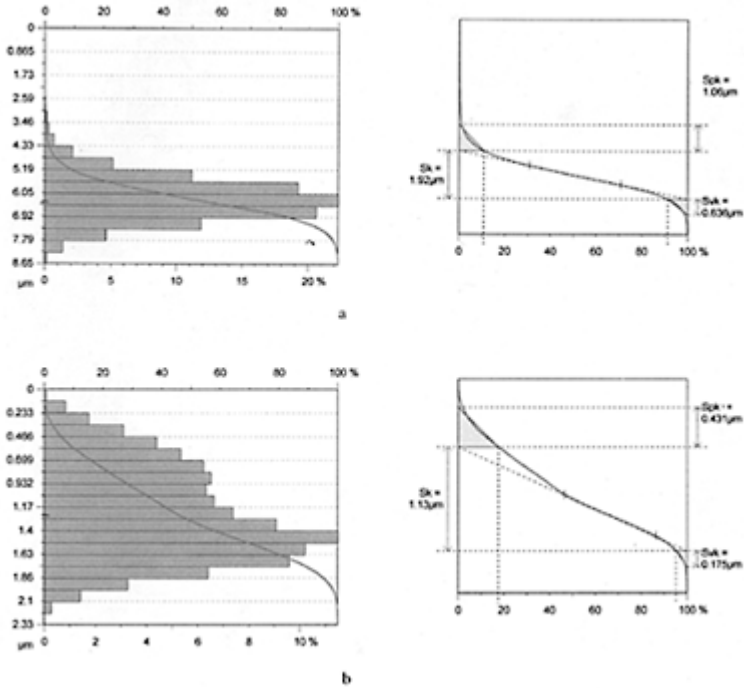 0 20 40 60 80 100 %
0
0.865
1.73
2.59
3.46
4.33
5.19
6.05
6.92
7.79
8.65
µm 0 5 10 15 20 %
Spk =
1.06µm
Sk =
1.92µm
Svk =
0.636µm
0 20 40 60 80 100 %
a
0 20 40 60 80 100 %
0
0.233
0.466
0.699
0.932
1.17
1.4
1.63
1.86
2.1
2.33
µm 0 2 4 6 8 10 %
Spk =
0.431µm
Sk =
1.13µm
Svk =
0.175µm
0 20 40 60 80 100 %
b